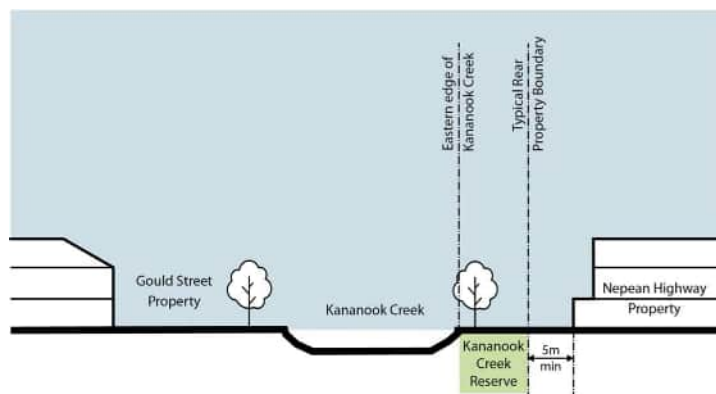 Eastern edge of
Kananook Creek
Typical Rear
Property Boundary
Gould Street
Property
Kananook Creek
Nepean Highway
Property
Kananook
Creek
Reserve
5m
min